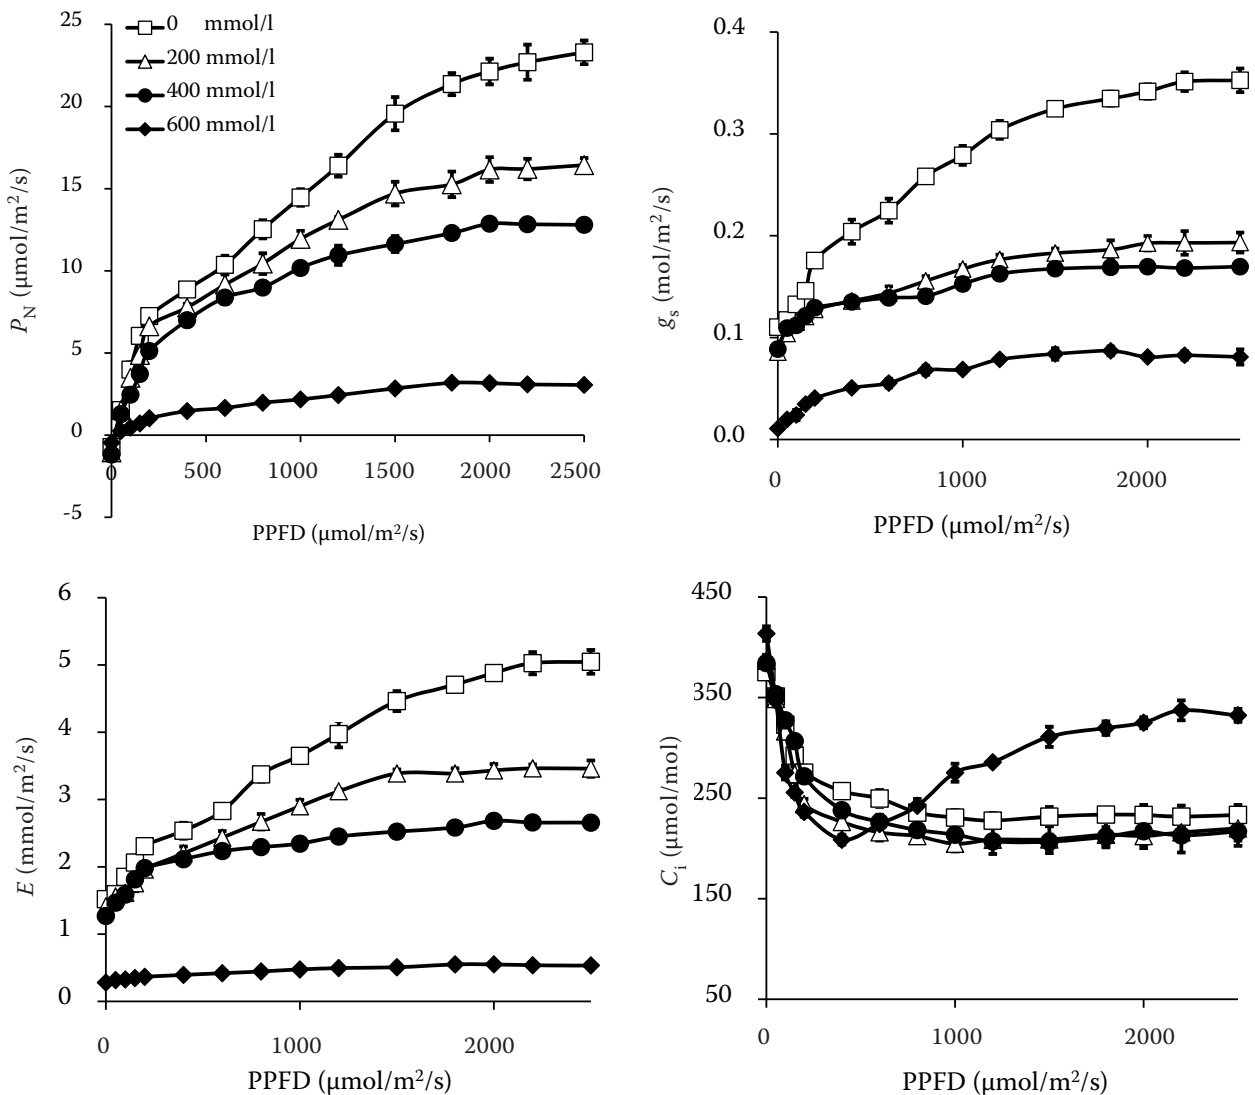 25
20
15
10
5
0
-5
0 mmol/l
200 mmol/l
400 mmol/l
600 mmol/l
P_N (µmol/m²/s)
0 500 1000 1500 2000 2500
PPFD (µmol/m²/s)
0.4
0.3
0.2
0.1
0.0
g_s (mol/m²/s)
0 1000 2000
PPFD (µmol/m²/s)
6
5
4
3
2
1
0
E (mmol/m²/s)
0 1000 2000
PPFD (µmol/m²/s)
450
350
250
150
50
C_i (µmol/mol)
0 1000 2000
PPFD (µmol/m²/s)